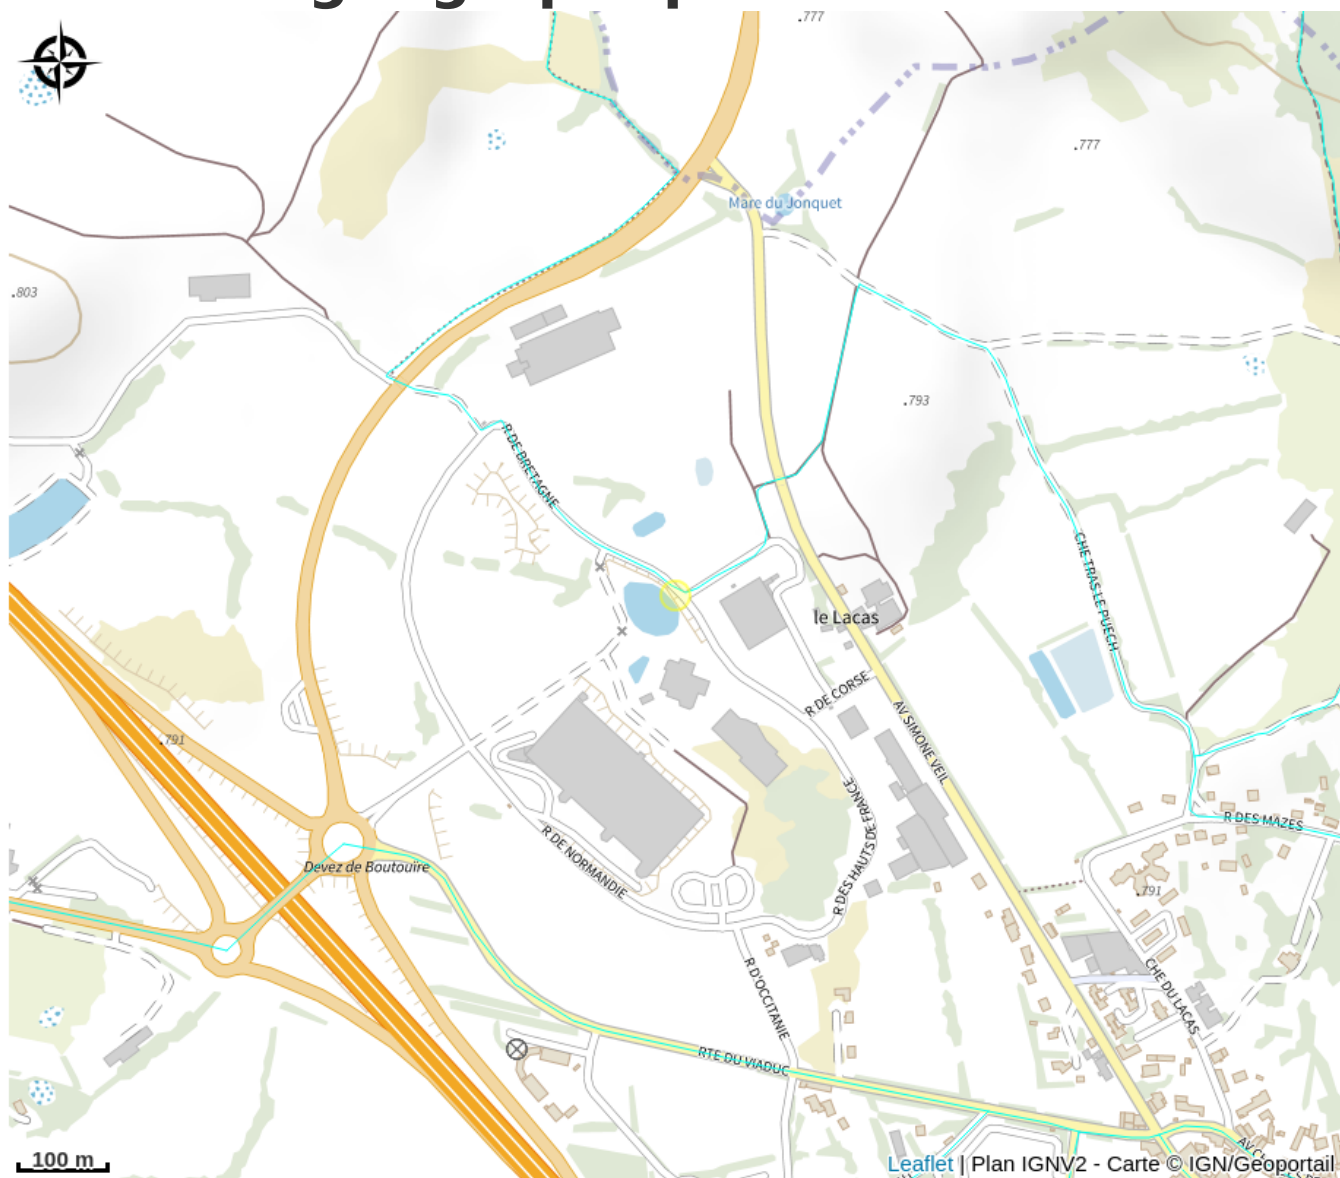 .777
.777
Mare du Jonquet
.803
.793
R DE BRETAGNE
CHE TRAS LE PUECH
le Lacas
R DE CORSE
AV SIMONE VEIL
.791
R DES HAUTS DE FRANCE
R DES MAZES
R DE NORMANDIE
Devez de Boutouire
.791
R D'OCCITANIE
CHE DU LACAS
RTE DU VIADUC
100 m
Leaflet | Plan IGNV2 - Carte © IGN/Geoportail